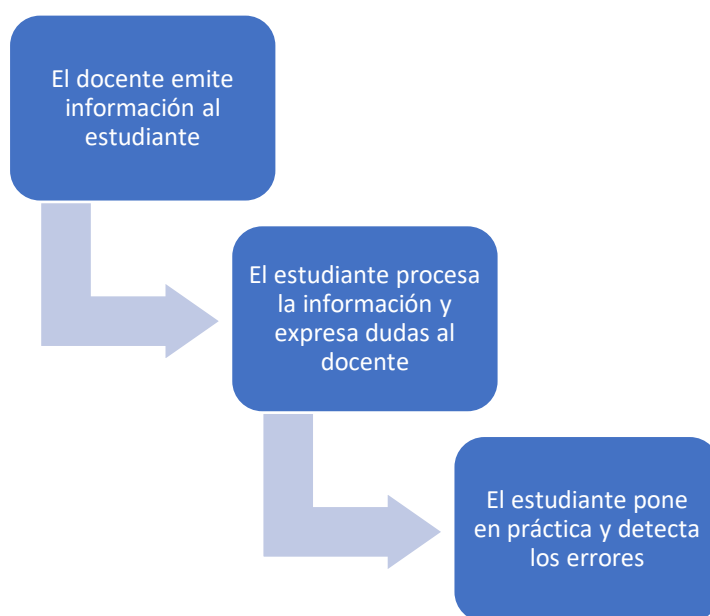 El docente emite
información al
estudiante
El estudiante procesa
la información y
expresa dudas al
docente
El estudiante pone
en práctica y detecta
los errores